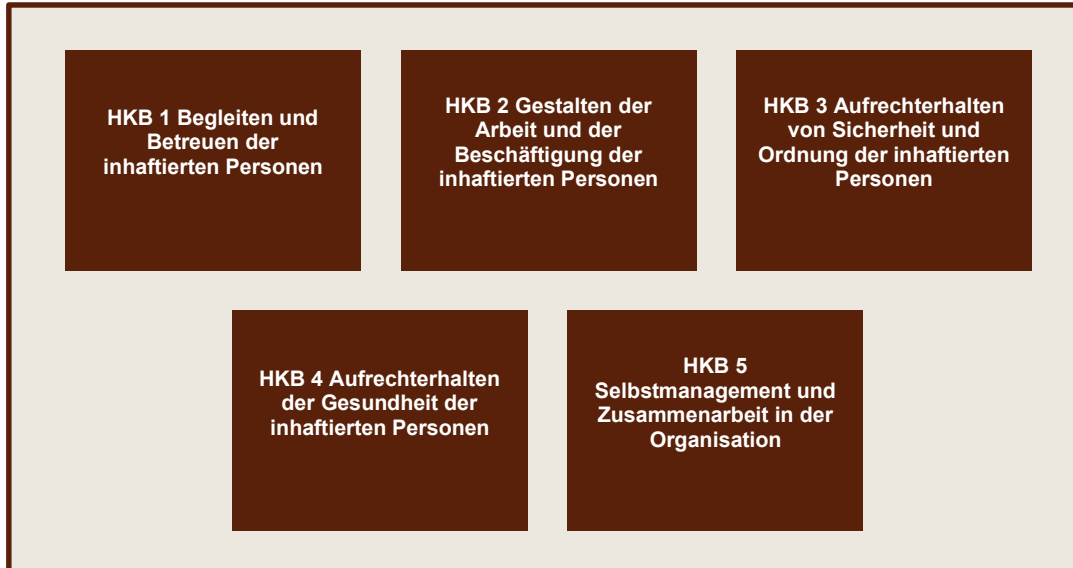 HKB 1 Begleiten und
Betreuen der
inhaftierten Personen
HKB 2 Gestalten der
Arbeit und der
Beschäftigung der
inhaftierten Personen
HKB 3 Aufrechterhalten
von Sicherheit und
Ordnung der inhaftierten
Personen
HKB 4 Aufrechterhalten
der Gesundheit der
inhaftierten Personen
HKB 5
Selbstmanagement und
Zusammenarbeit in der
Organisation